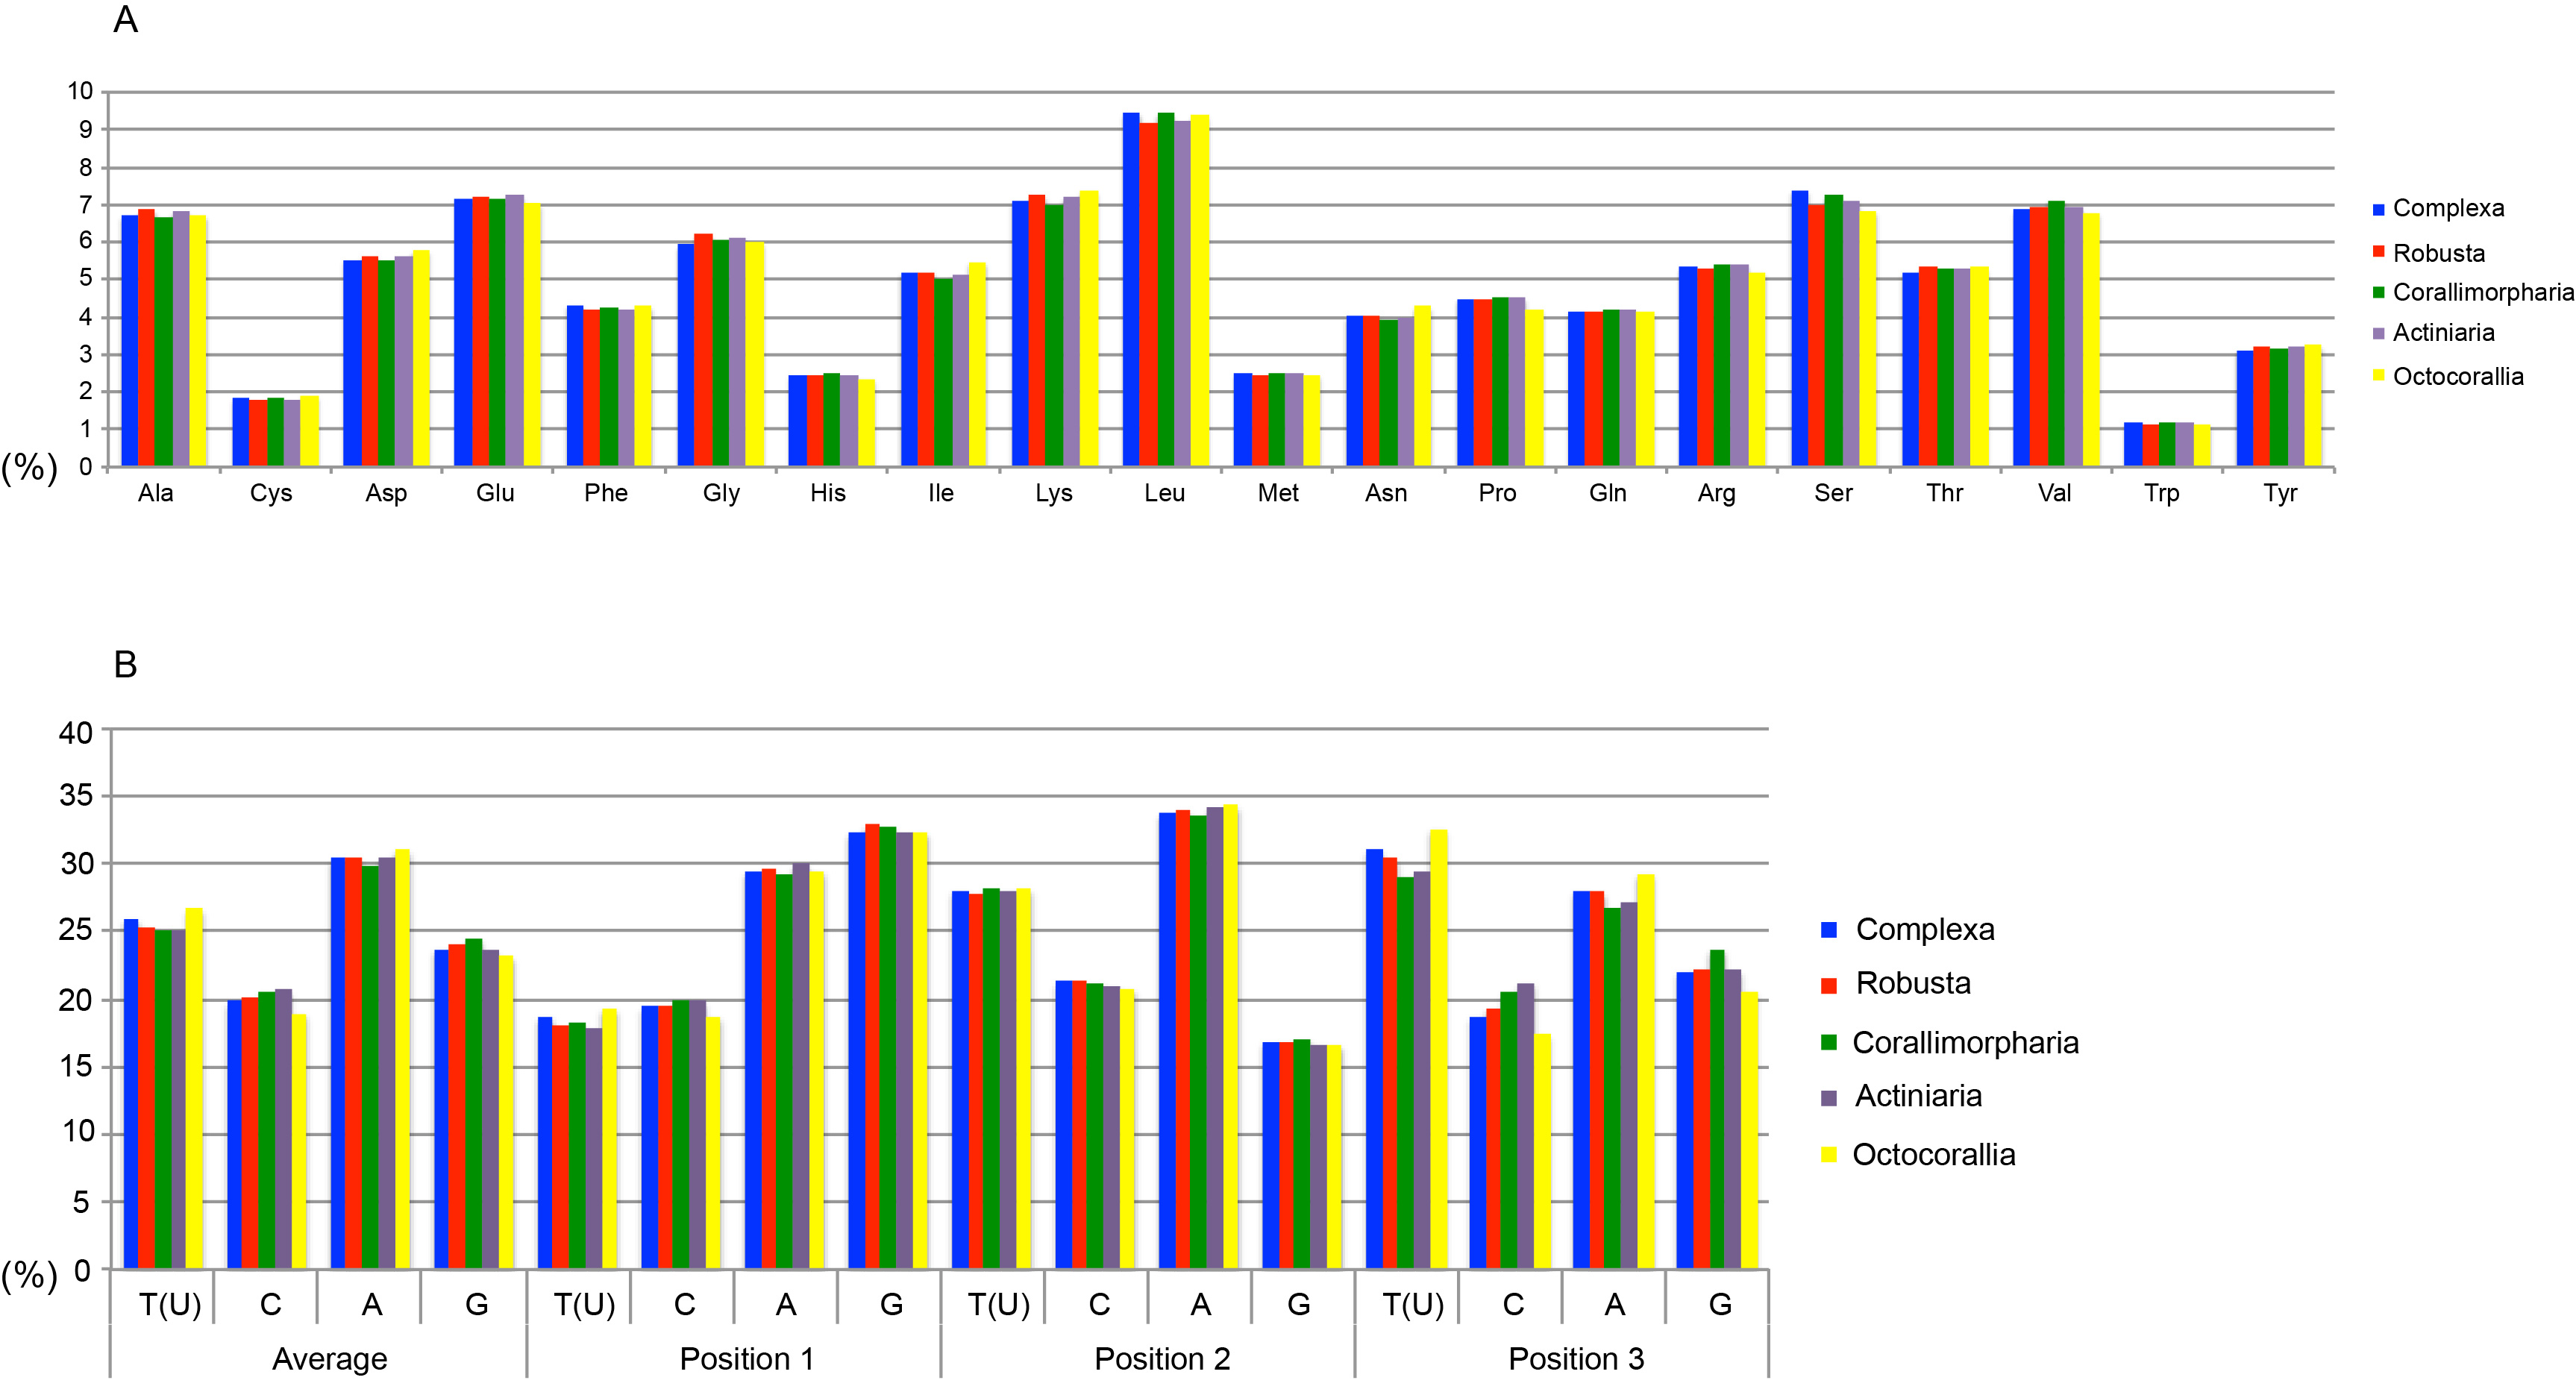 A
10
9
8
7
6
5
4
3
2
1
(%) 0
Ala Cys Asp Glu Phe Gly His Ile Lys Leu Met Asn Pro Gln Arg Ser Thr Val Trp Tyr
Complexa
Robusta
Corallimorpharia
Actiniaria
Octocorallia
B
40
35
30
25
20
15
10
5
(%) 0
T(U) C A G T(U) C A G T(U) C A G T(U) C A G
Average Position 1 Position 2 Position 3
Complexa
Robusta
Corallimorpharia
Actiniaria
Octocorallia